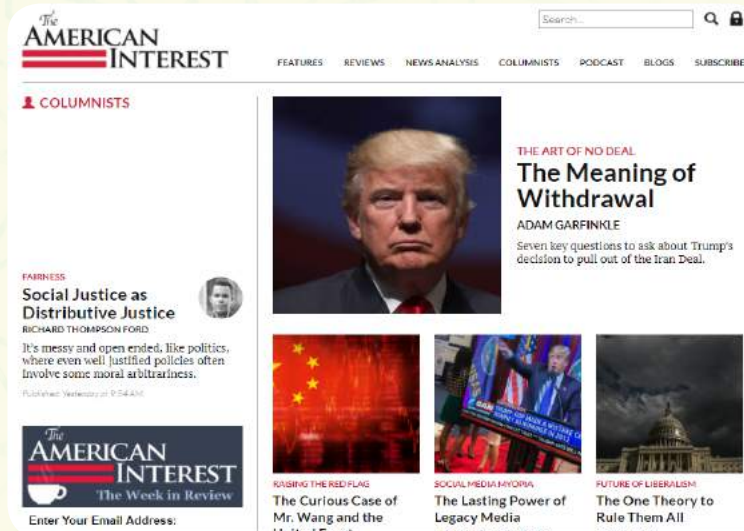 The
AMERICAN
INTEREST
Search...
FEATURES REVIEWS NEWS ANALYSIS COLUMNISTS PODCAST BLOGS SUBSCRIBE
COLUMNISTS
THE ART OF NO DEAL
The Meaning of
Withdrawal
ADAM GARFINKLE
Seven key questions to ask about Trump's
decision to pull out of the Iran Deal.
FAIRNESS
Social Justice as
Distributive Justice
RICHARD THOMPSON FORD
It's messy and open ended, like politics,
where even well justified policies often
involve some moral arbitrariness.
Published: Yesterday at 9:54 AM
The
AMERICAN
INTEREST
The Week in Review
Enter Your Email Address:
RAISING THE RED FLAG
The Curious Case of
Mr. Wang and the
SOCIAL MEDIA MYOPIA
The Lasting Power of
Legacy Media
FUTURE OF LIBERALISM
The One Theory to
Rule Them All